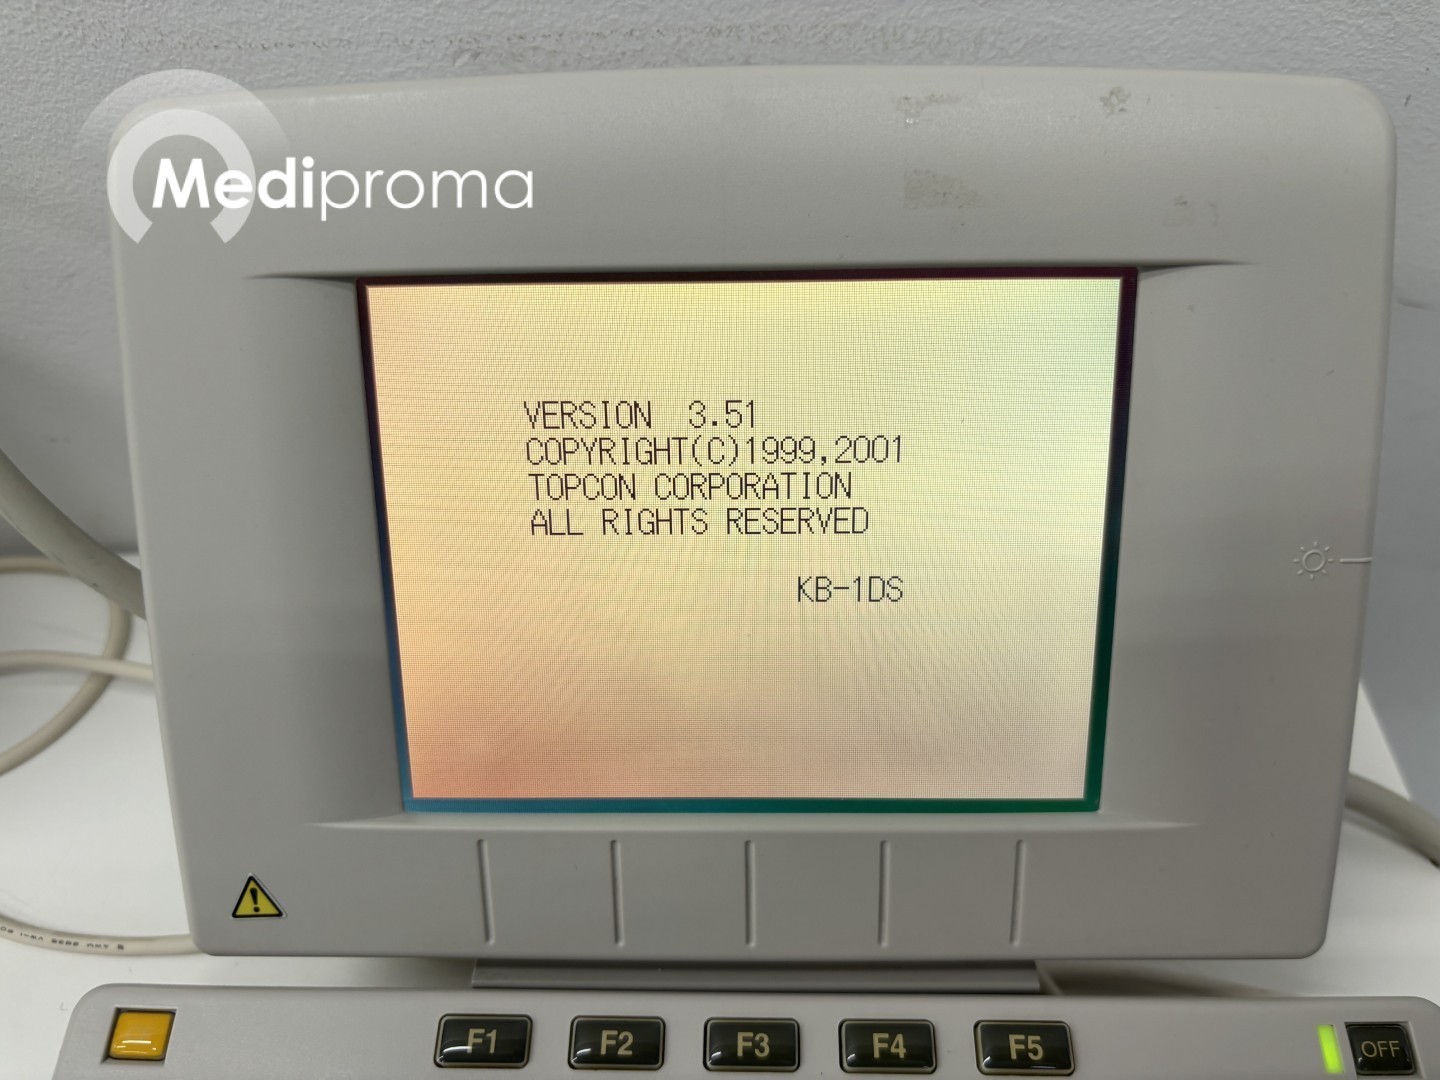 Mediproma
VERSION 3.51
COPYRIGHT(C)1999,2001
TOPCON CORPORATION
ALL RIGHTS RESERVED
KB-1DS
F1 F2 F3 F4 F5 OFF